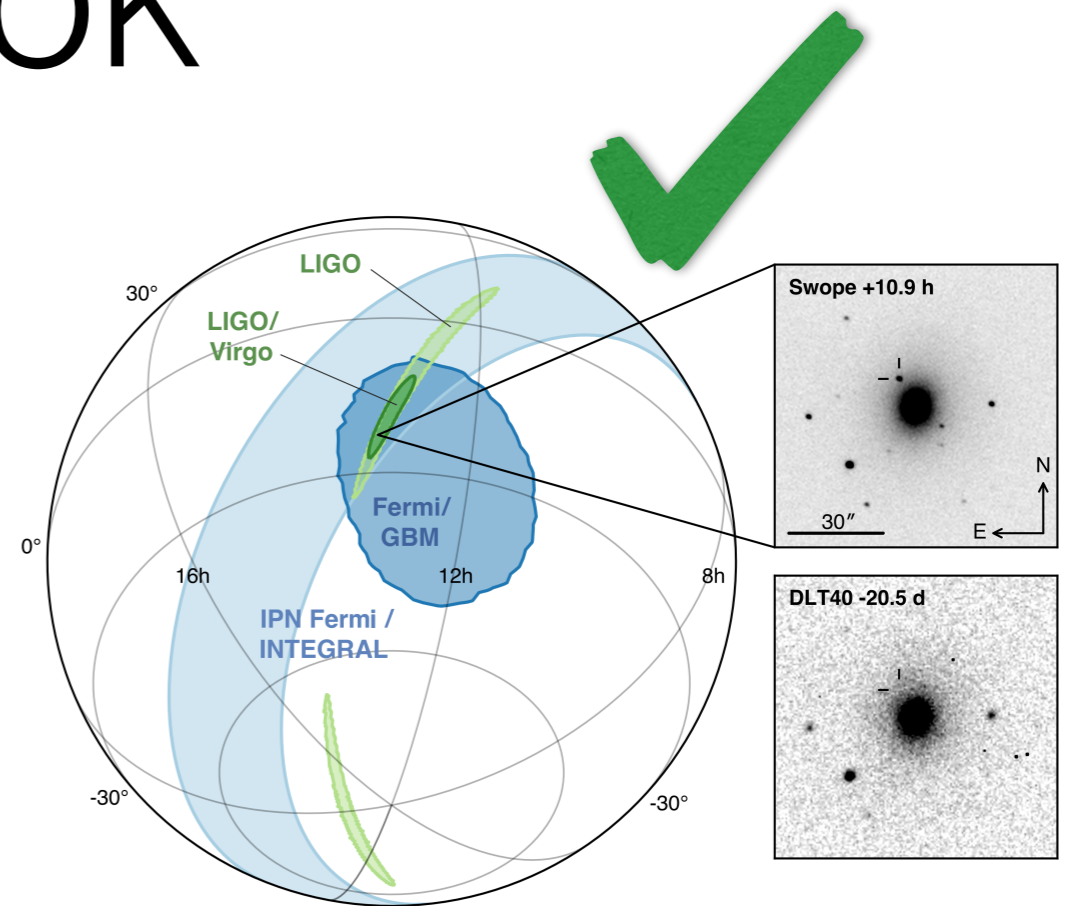 OK
LIGO
30°
LIGO/
Virgo
Swope +10.9 h
N
E
30″
Fermi/
GBM
0°
16h
12h
8h
IPN Fermi /
INTEGRAL
DLT40 -20.5 d
-30°
-30°